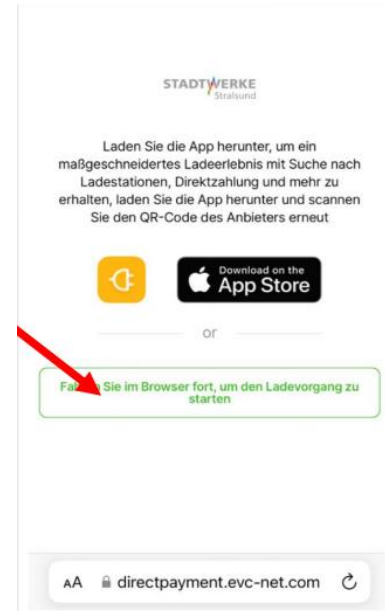 STADTWERKE
Stralsund
Laden Sie die App herunter, um ein
maßgeschneidertes Ladeerlebnis mit Suche nach
Ladestationen, Direktzahlung und mehr zu
erhalten, laden Sie die App herunter und scannen
Sie den QR-Code des Anbieters erneut
Download on the
App Store
or
Sie im Browser fort, um den Ladevorgang zu
starten
AA directpayment.evc-net.com